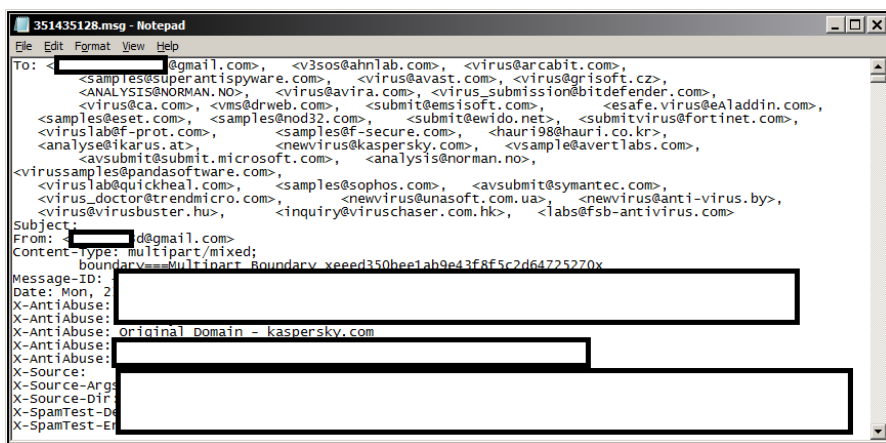 351435128.msg - Notepad
File Edit Format View Help
To: < @gmail.com>, <v3sos@ahnlab.com>, <virus@arcabit.com>,
<samples@superantispyware.com>, <virus@avast.com>, <virus@grisoft.cz>,
<ANALYSIS@NORMAN.NO>, <virus@avira.com>, <virus_submission@bitdefender.com>,
<virus@ca.com>, <vms@drweb.com>, <submit@emsisoft.com>, <esafe.virus@eAladdin.com>,
<samples@eset.com>, <samples@nod32.com>, <submit@ewido.net>, <submitvirus@fortinet.com>,
<viruslab@f-prot.com>, <samples@f-secure.com>, <hauri98@hauri.co.kr>,
<analyse@ikarus.at>, <newvirus@kaspersky.com>, <vsample@avertlabs.com>,
<avsubmit@submit.microsoft.com>, <analysis@norman.no>,
<virussamples@pandasoftware.com>,
<viruslab@quickheal.com>, <samples@sophos.com>, <avsubmit@symantec.com>,
<virus_doctor@trendmicro.com>, <newvirus@unasoft.com.ua>, <newvirus@anti-virus.by>,
<virus@virusbuster.hu>, <inquiry@viruschaser.com.hk>, <labs@fsb-antivirus.com>
Subject:
From: < d@gmail.com>
Content-Type: multipart/mixed;
boundary===Multipart_Boundary_xeeed350bee1ab9e43f8f5c2d64725270x
Message-ID:
Date: Mon, 2
X-AntiAbuse:
X-AntiAbuse:
X-AntiAbuse: Original Domain - kaspersky.com
X-AntiAbuse:
X-AntiAbuse:
X-Source:
X-Source-Args
X-Source-Dir:
X-SpamTest-De
X-SpamTest-En